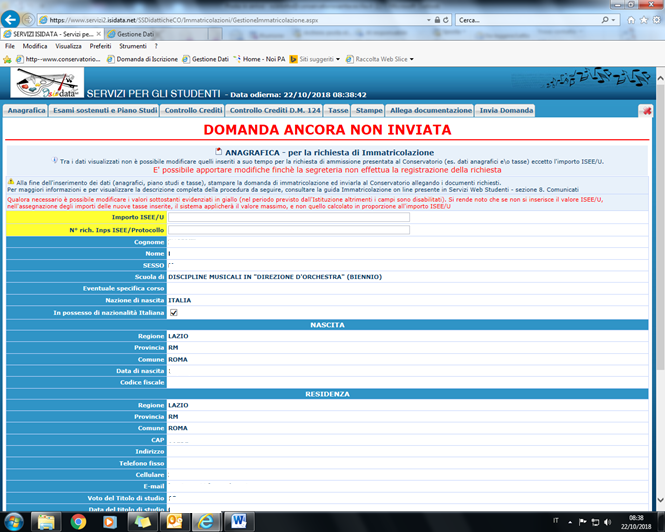 https://www.servizi2.isidata.net/SSDidatticheCO/Immatricolazione/GestioneImmatricolazione.aspx
Cerca...
SERVIZI ISIDATA - Servizi pe...
Gestione Dati
File Modifica Visualizza Preferiti Strumenti ?
http--www.conservatorio...
Domanda di Iscrizione
Gestione Dati
Home - Noi PA
Siti suggeriti
Raccolta Web Slice
isidata
SERVIZI PER GLI STUDENTI - Data odierna: 22/10/2018 08:38:42
Anagrafica
Esami sostenuti e Piano Studi
Controllo Crediti
Controllo Crediti D.M. 124
Tasse
Stampe
Allega documentazione
Invia Domanda
DOMANDA ANCORA NON INVIATA
ANAGRAFICA - per la richiesta di Immatricolazione
Tra i dati visualizzati non è possibile modificare quelli inseriti a suo tempo per la richiesta di ammissione presentata al Conservatorio (es. dati anagrafici e\o tasse) eccetto l'importo ISEE/U.
E' possibile apportare modifiche finchè la segreteria non effettua la registrazione della richiesta
Alla fine dell'inserimento dei dati (anagrafici, piani studi e tasse), stampare la domanda di immatricolazione ed inviarla al Conservatorio allegando i documenti richiesti.
Per maggiori informazioni e per visualizzare la descrizione completa della procedura da seguire, consultare la guida Immatricolazione on line presente in Servizi Web Studenti - sezione 8. Comunicati
Qualora necessario è possibile modificare i valori sottostanti evidenziati in giallo (nel periodo previsto dall'Istituzione altrimenti i campi sono disabilitati). Si rende noto che se non si inserisce il valore ISEE/U,
nell'assegnazione degli importi delle nuove tasse inserite, il sistema applicherà il valore massimo, e non quello calcolato in proporzione all'importo ISEE/U
Importo ISEE/U
N° rich. Inps ISEE/Protocollo
Cognome
Nome
SESSO
Scuola di DISCIPLINE MUSICALI IN "DIREZIONE D'ORCHESTRA" (BIENNIO)
Eventuale specifica corso
Nazione di nascita ITALIA
In possesso di nazionalità Italiana
NASCITA
Regione LAZIO
Provincia RM
Comune ROMA
Data di nascita
Codice fiscale
RESIDENZA
Regione LAZIO
Provincia RM
Comune ROMA
CAP
Indirizzo
Telefono fisso
Cellulare
E-mail
Voto del Titolo di studio
Data del Titolo di studio
IT
08:38
22/10/2018